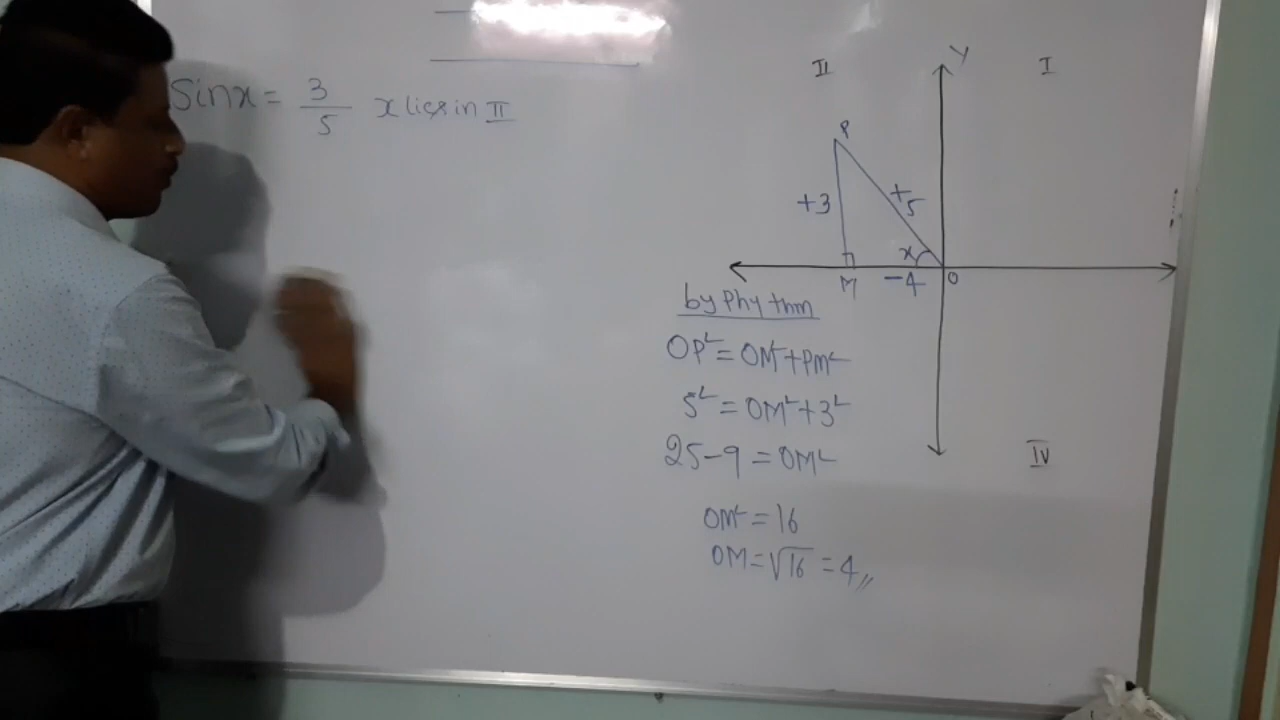 Sinx = 3/5 x lies in II
II
I
Y
P
+3
+5
x
M
-4
O
by Phy thm
OP² = OM² + PM²
5² = OM² + 3²
25 - 9 = OM²
OM² = 16
OM = √16 = 4
IV